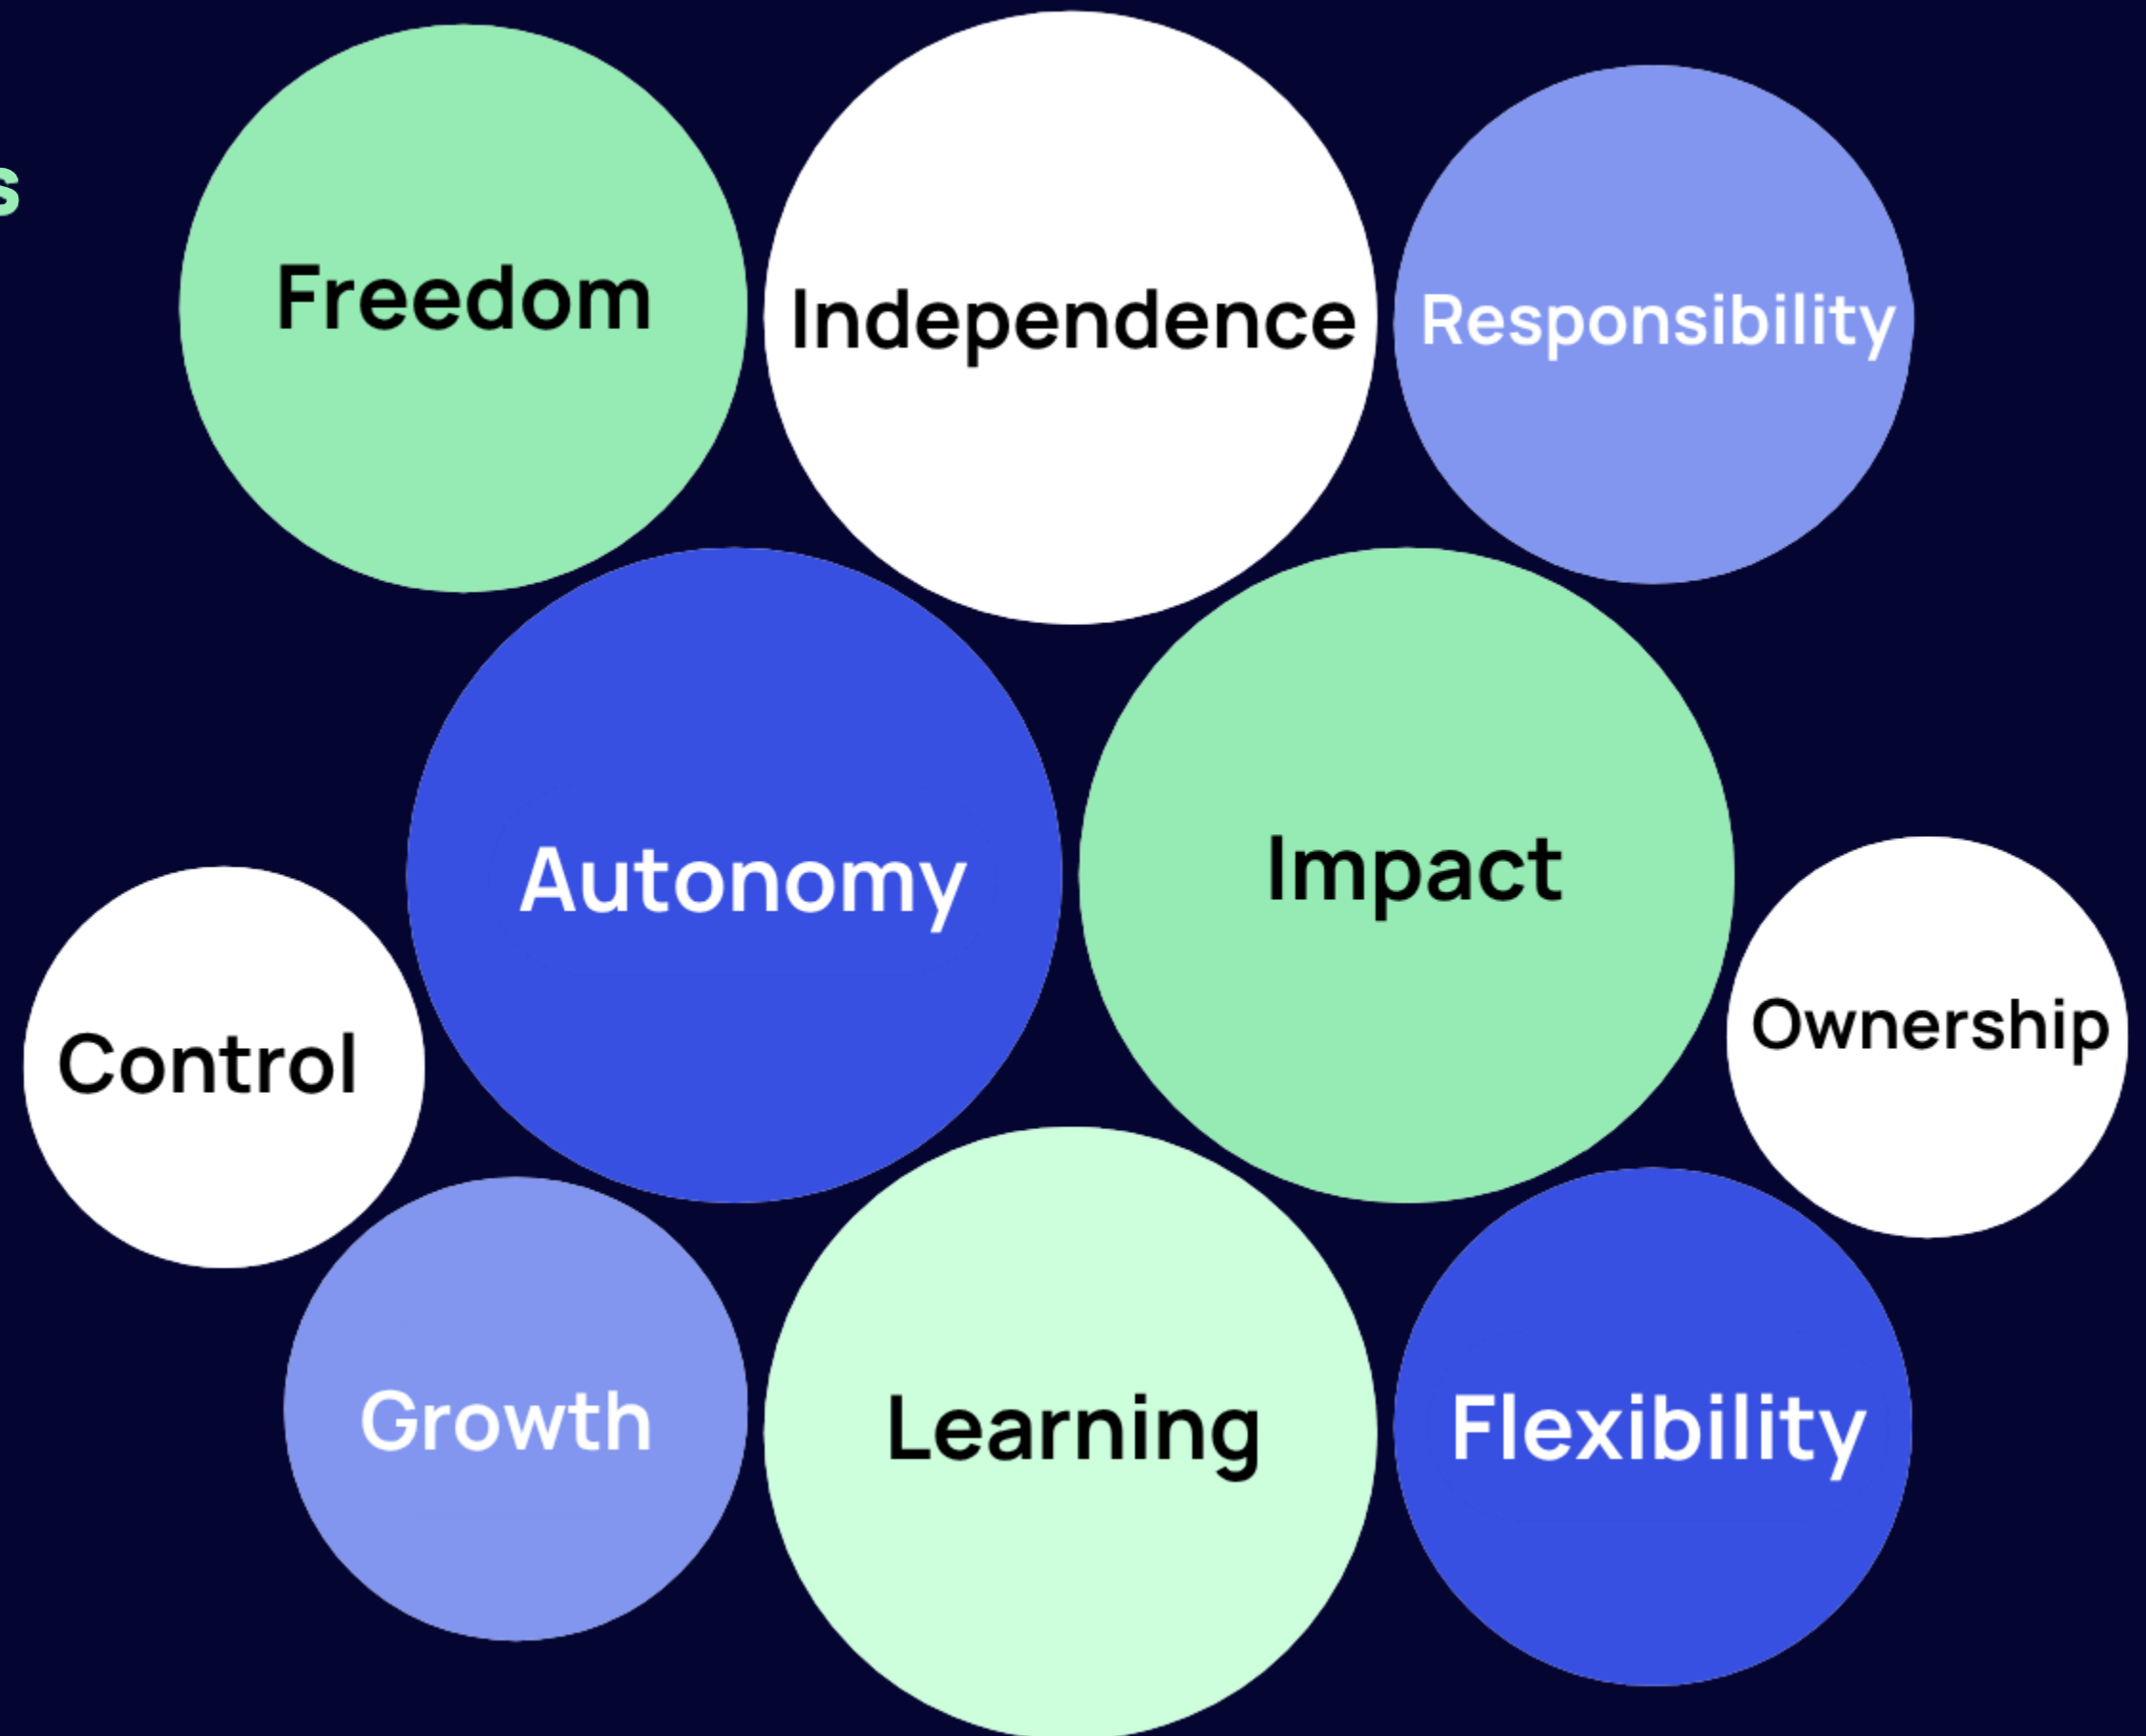 s
Freedom
Independence
Responsibility
Autonomy
Impact
Control
Ownership
Growth
Learning
Flexibility